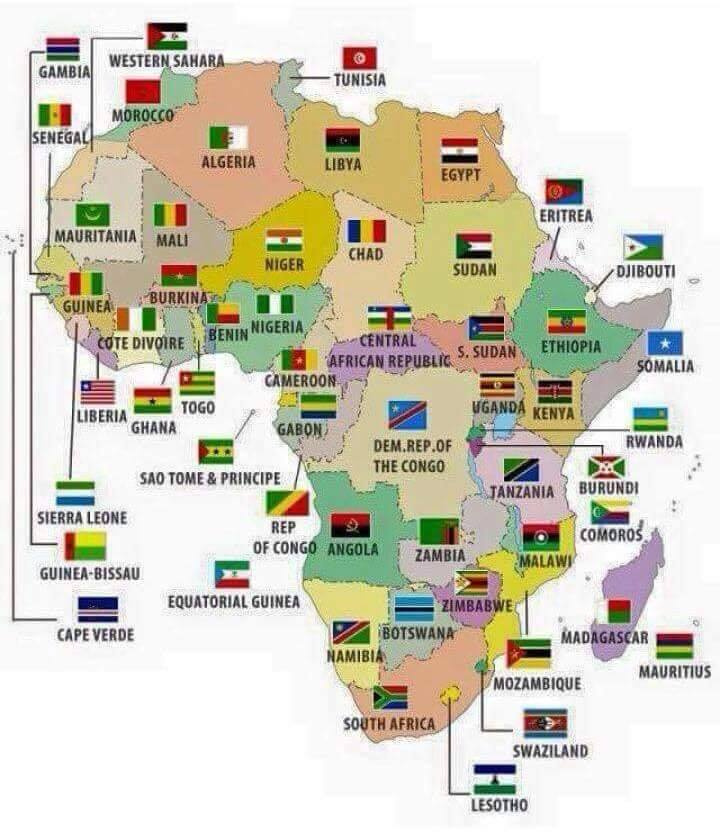 WESTERN SAHARA
GAMBIA
TUNISIA
MOROCCO
SENEGAL
ALGERIA
LIBYA
EGYPT
ERITREA
MAURITANIA
MALI
NIGER
CHAD
SUDAN
DJIBOUTI
GUINEA
BURKINA
BENIN
NIGERIA
COTE DIVOIRE
CENTRAL
AFRICAN REPUBLIC
S. SUDAN
ETHIOPIA
SOMALIA
CAMEROON
LIBERIA
GHANA
TOGO
GABON
UGANDA
KENYA
RWANDA
DEM.REP.OF
THE CONGO
SAO TOME & PRINCIPE
TANZANIA
BURUNDI
SIERRA LEONE
REP
OF CONGO
ANGOLA
ZAMBIA
MALAWI
COMOROS
GUINEA-BISSAU
EQUATORIAL GUINEA
ZIMBABWE
CAPE VERDE
BOTSWANA
MADAGASCAR
NAMIBIA
MAURITIUS
MOZAMBIQUE
SOUTH AFRICA
SWAZILAND
LESOTHO